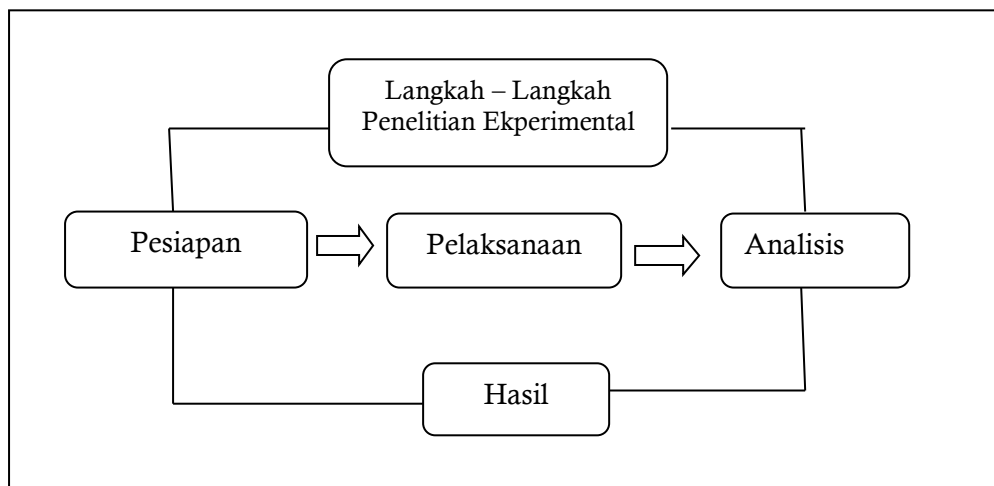 Langkah – Langkah
Penelitian Ekperimental
Pesiapan
Pelaksanaan
Analisis
Hasil